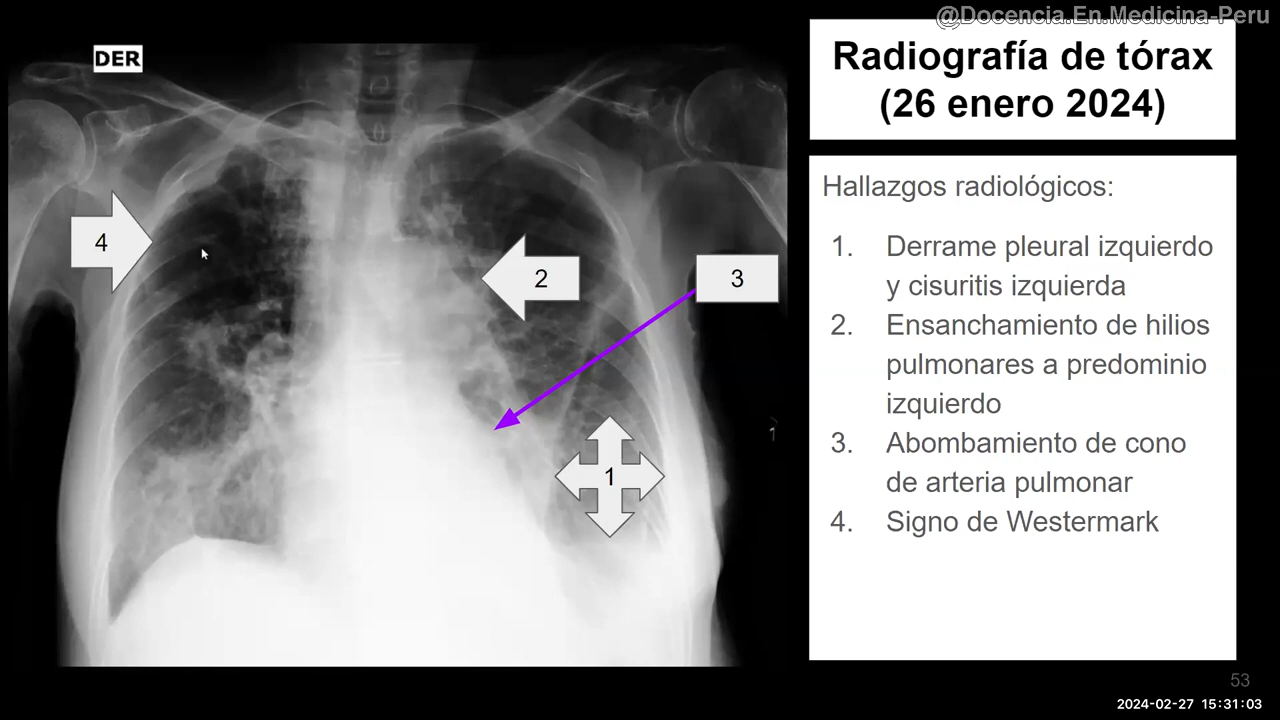 @Docencia.En.Medicina-Peru
DER
Radiografía de tórax
(26 enero 2024)
Hallazgos radiológicos:
1. Derrame pleural izquierdo
y cisuritis izquierda
2. Ensanchamiento de hilios
pulmonares a predominio
izquierdo
3. Abombamiento de cono
de arteria pulmonar
4. Signo de Westermark
4
2
3
1
53
2024-02-27 15:31:03